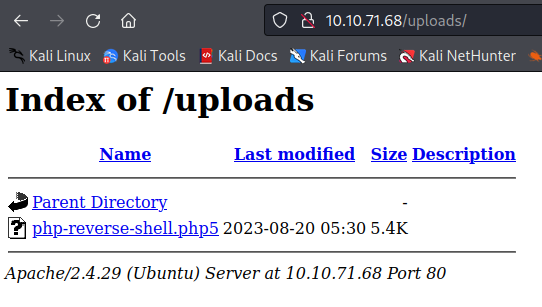 10.10.71.68/uploads/
Kali Linux Kali Tools Kali Docs Kali Forums Kali NetHunter
Index of /uploads
Name Last modified Size Description
Parent Directory -
php-reverse-shell.php5 2023-08-20 05:30 5.4K
Apache/2.4.29 (Ubuntu) Server at 10.10.71.68 Port 80